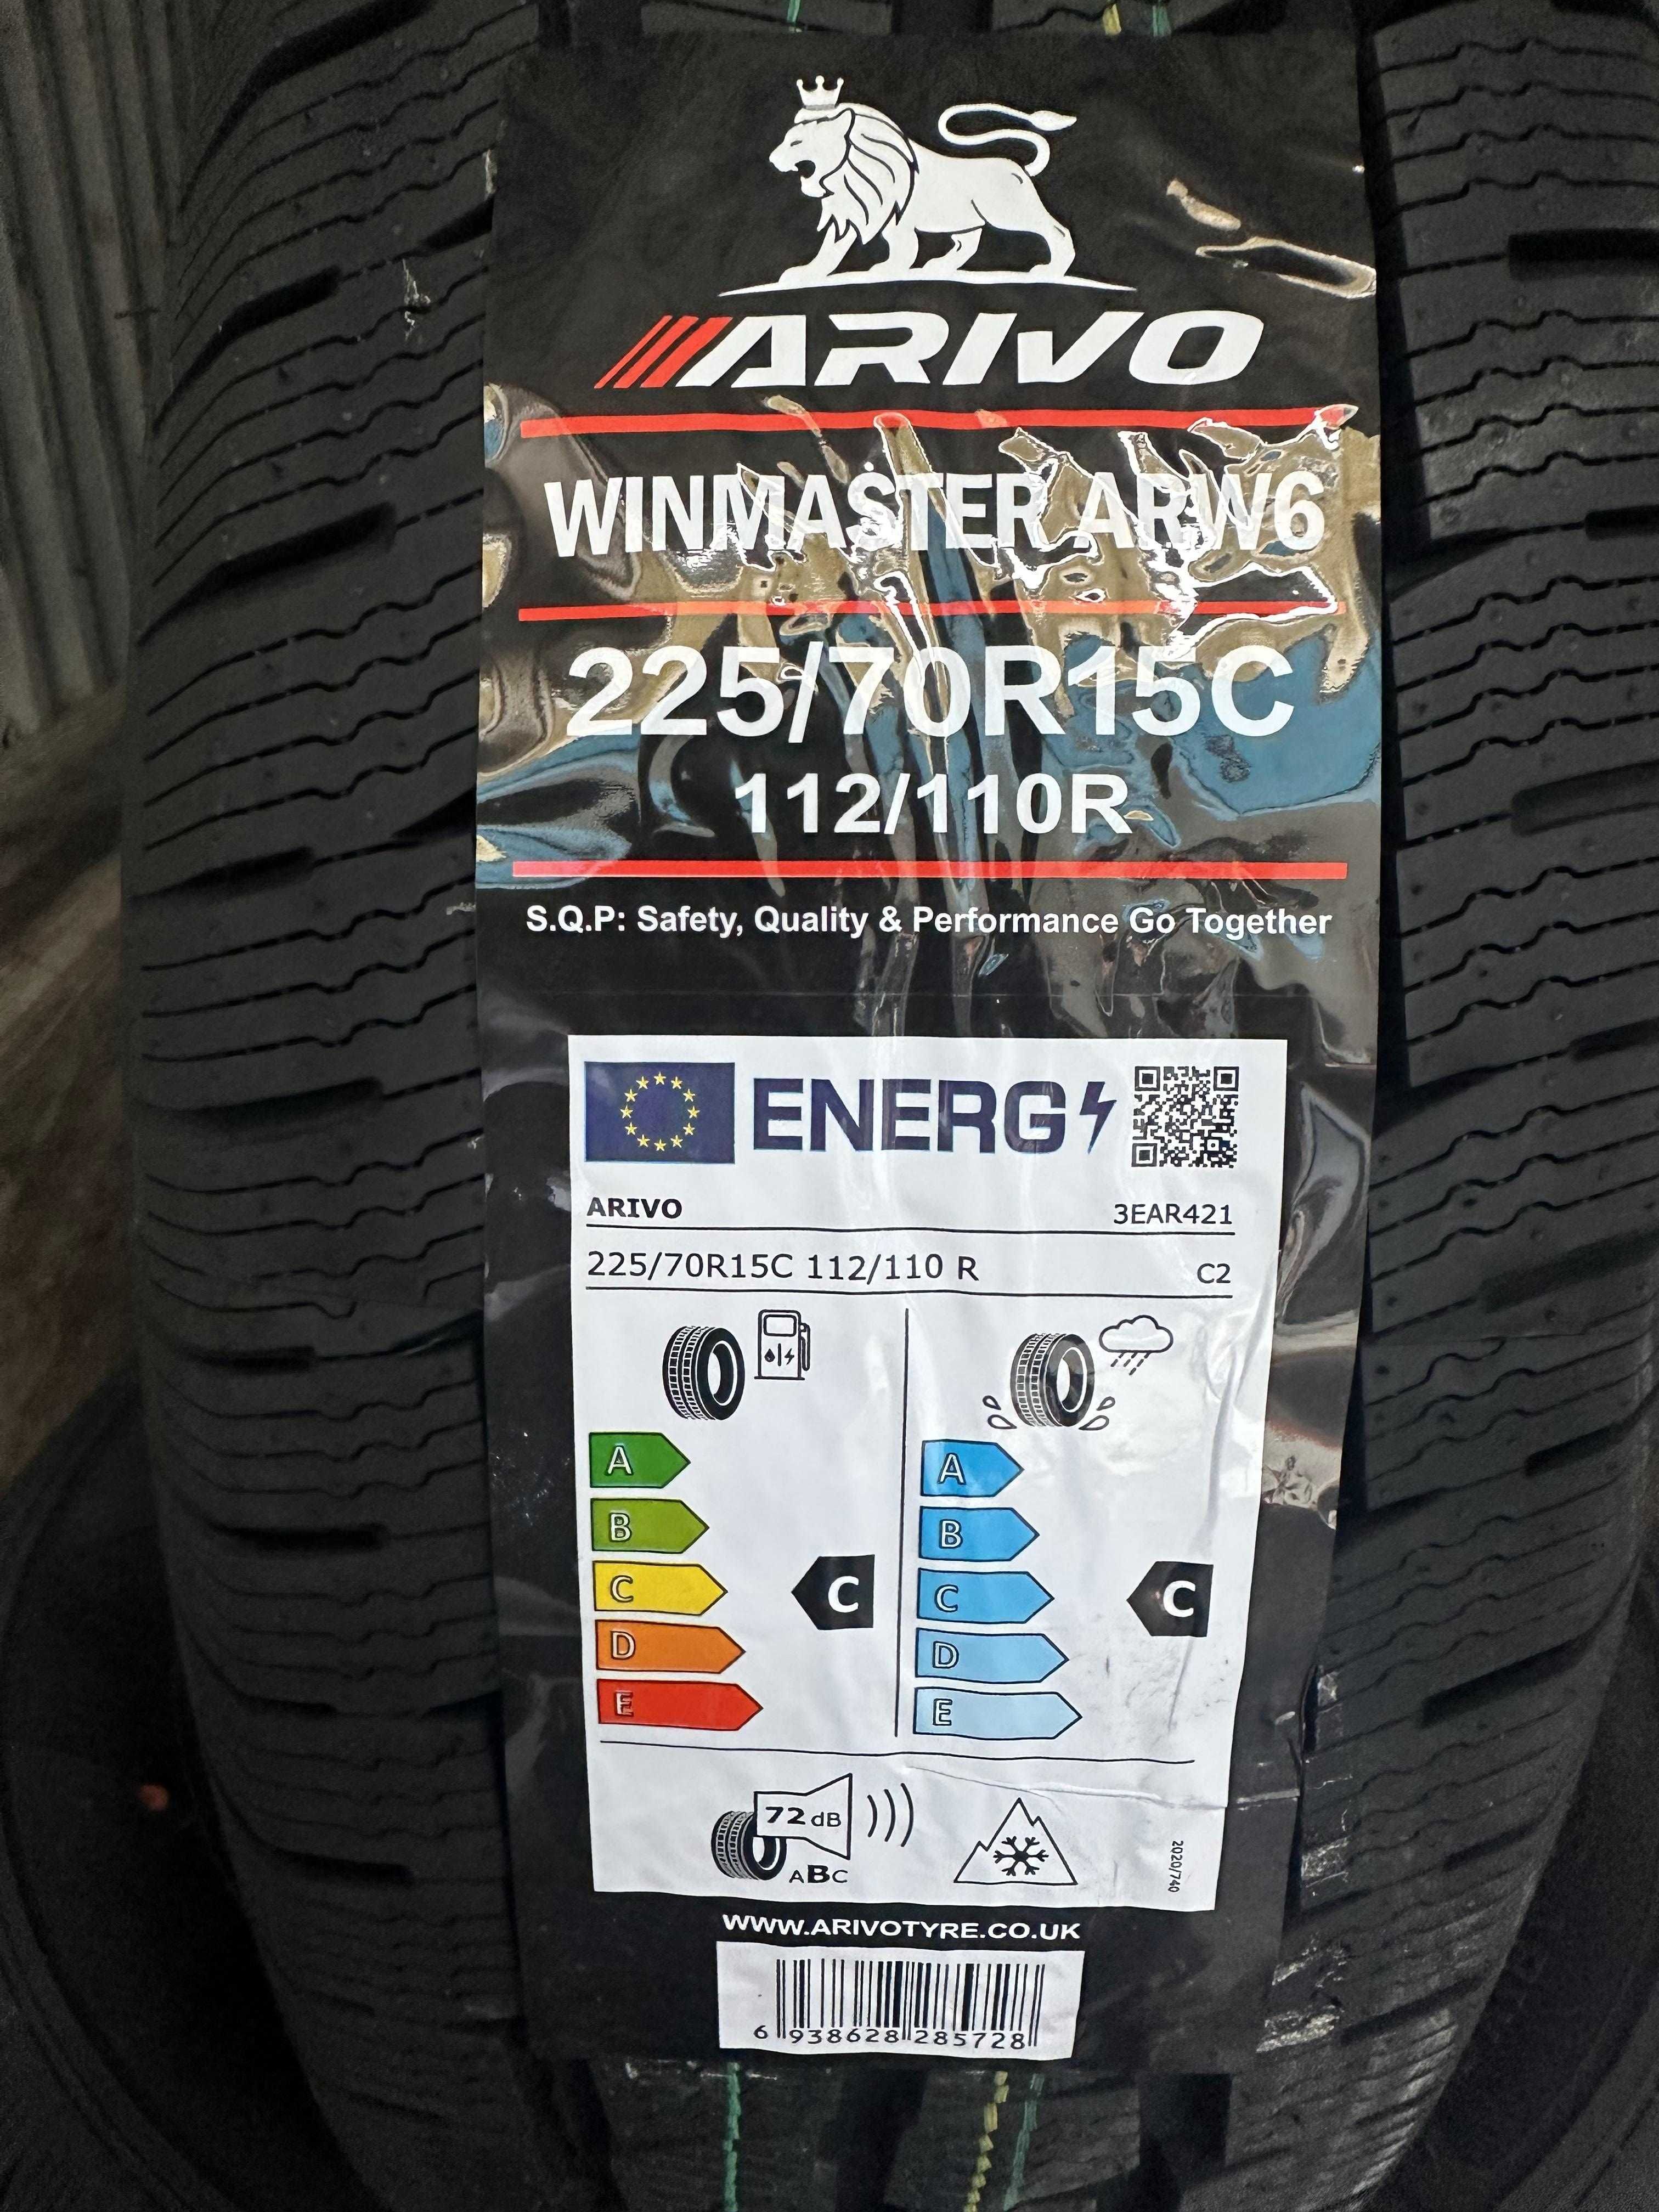 ARIVO
WINMASTER ARW6
225/70R15C
112/110R
S.Q.P: Safety, Quality & Performance Go Together
ENERG
ARIVO 3EAR421
225/70R15C 112/110 R C2
A A
B B
C C C C
D D
E E
72 dB
ABC
2020/740
WWW.ARIVOTYRE.CO.UK
6 938628 285728